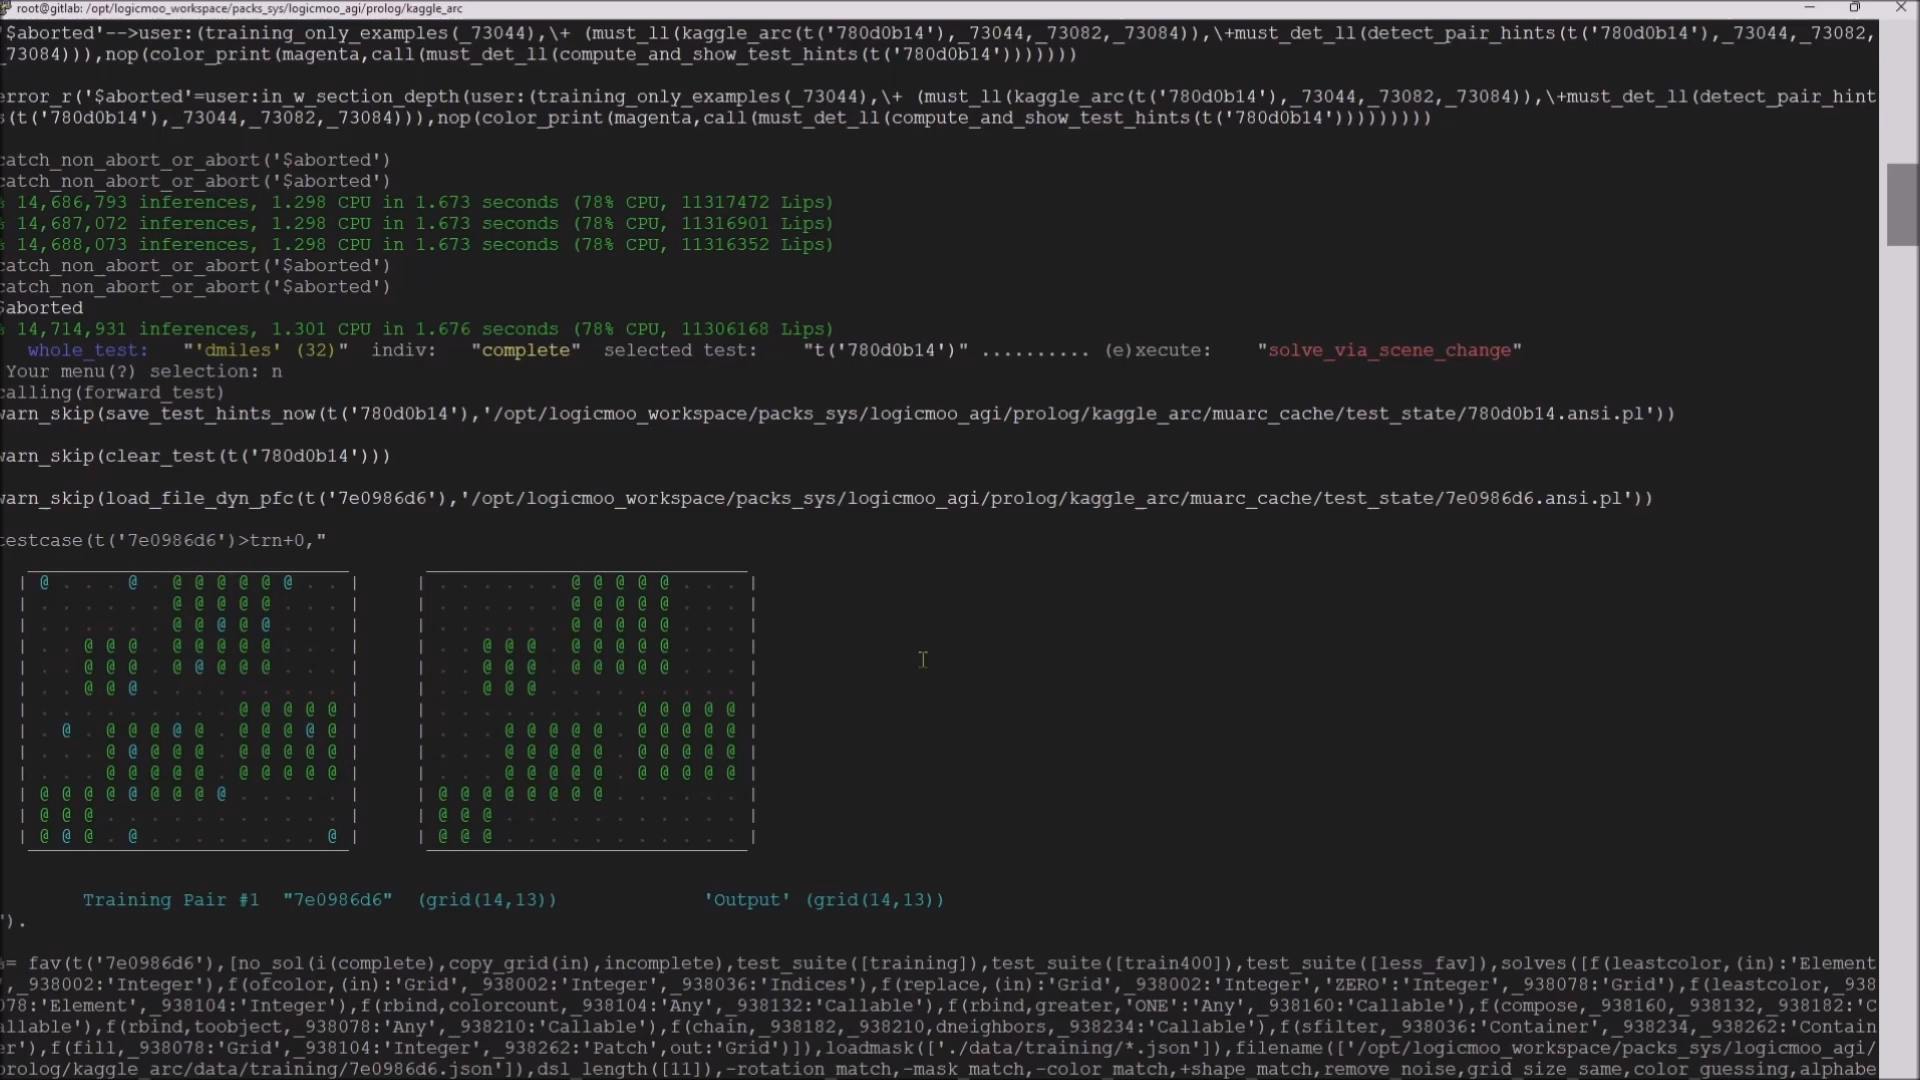 root@gitlab: /opt/logicmoo_workspace/packs_sys/logicmoo_agi/prolog/kaggle_arc
$aborted'-->user:(training_only_examples(_73044),\+ (must_ll(kaggle_arc(t('780d0b14'),_73044,_73082,_73084)),\+must_det_ll(detect_pair_hints(t('780d0b14'),_73044,_73082,
_73084))),nop(color_print(magenta,call(must_det_ll(compute_and_show_test_hints(t('780d0b14')))))))
error_r('$aborted'=user:in_w_section_depth(user:(training_only_examples(_73044),\+ (must_ll(kaggle_arc(t('780d0b14'),_73044,_73082,_73084)),\+must_det_ll(detect_pair_hint
s(t('780d0b14'),_73044,_73082,_73084))),nop(color_print(magenta,call(must_det_ll(compute_and_show_test_hints(t('780d0b14')))))))))
catch_non_abort_or_abort('$aborted')
catch_non_abort_or_abort('$aborted')
% 14,686,793 inferences, 1.298 CPU in 1.673 seconds (78% CPU, 11317472 Lips)
% 14,687,072 inferences, 1.298 CPU in 1.673 seconds (78% CPU, 11316901 Lips)
% 14,688,073 inferences, 1.298 CPU in 1.673 seconds (78% CPU, 11316352 Lips)
catch_non_abort_or_abort('$aborted')
catch_non_abort_or_abort('$aborted')
$aborted
% 14,714,931 inferences, 1.301 CPU in 1.676 seconds (78% CPU, 11306168 Lips)
whole_test: "'dmiles' (32)" indiv: "complete" selected test: "t('780d0b14')" .......... (e)xecute: "solve_via_scene_change"
Your menu(?) selection: n
calling(forward_test)
warn_skip(save_test_hints_now(t('780d0b14'),'/opt/logicmoo_workspace/packs_sys/logicmoo_agi/prolog/kaggle_arc/muarc_cache/test_state/780d0b14.ansi.pl'))
warn_skip(clear_test(t('780d0b14')))
warn_skip(load_file_dyn_pfc(t('7e0986d6'),'/opt/logicmoo_workspace/packs_sys/logicmoo_agi/prolog/kaggle_arc/muarc_cache/test_state/7e0986d6.ansi.pl'))
testcase(t('7e0986d6')>trn+0,"
| @ . . . @ . @ @ @ @ @ @ . . | | . . . . . . @ @ @ @ @ . . . |
| . . . . . . @ @ @ @ @ . . . | | . . . . . . @ @ @ @ @ . . . |
| . . . . . . @ @ @ @ @ . . . | | . . . . . . @ @ @ @ @ . . . |
| . . @ @ @ . @ @ @ @ @ . . . | | . . @ @ @ . @ @ @ @ @ . . . |
| . . @ @ @ . @ @ @ @ @ . . . | | . . @ @ @ . @ @ @ @ @ . . . |
| . . @ @ @ . . . . . . . . . | | . . @ @ @ . . . . . . . . . |
| . . . . . . . . . @ @ @ @ @ | | . . . . . . . . . @ @ @ @ @ |
| . @ . @ @ @ @ @ . @ @ @ @ @ | | . . . @ @ @ @ @ . @ @ @ @ @ |
| . . . @ @ @ @ @ . @ @ @ @ @ | | . . . @ @ @ @ @ . @ @ @ @ @ |
| . . . @ @ @ @ @ . @ @ @ @ @ | | . . . @ @ @ @ @ . @ @ @ @ @ |
| @ @ @ @ @ @ @ @ @ . . . . . | | @ @ @ @ @ @ @ @ . . . . . . |
| @ @ @ . . . . . . . . . . . | | @ @ @ . . . . . . . . . . . |
| @ @ @ . @ . . . . . . . . @ | | @ @ @ . . . . . . . . . . . |
Training Pair #1 "7e0986d6" (grid(14,13)) 'Output' (grid(14,13))
').
%= fav(t('7e0986d6'),[no_sol(i(complete),copy_grid(in),incomplete),test_suite([training]),test_suite([train400]),test_suite([less_fav]),solves([f(leastcolor,(in):'Element
_938002:'Integer'),f(ofcolor,(in):'Grid',_938002:'Integer',_938036:'Indices'),f(replace,(in):'Grid',_938002:'Integer','ZERO':'Integer',_938078:'Grid'),f(leastcolor,_938
078:'Element',_938104:'Integer'),f(rbind,colorcount,_938104:'Any',_938132:'Callable'),f(rbind,greater,'ONE':'Any',_938160:'Callable'),f(compose,_938160,_938132,_938182:'C
allable'),f(rbind,toobject,_938078:'Any',_938210:'Callable'),f(chain,_938182,_938210,dneighbors,_938234:'Callable'),f(sfilter,_938036:'Container',_938234,_938262:'Contain
er'),f(fill,_938078:'Grid',_938104:'Integer',_938262:'Patch',out:'Grid')]),loadmask(['./data/training/*.json']),filename(['/opt/logicmoo_workspace/packs_sys/logicmoo_agi/
prolog/kaggle_arc/data/training/7e0986d6.json']),dsl_length([11]),-rotation_match,-mask_match,-color_match,+shape_match,remove_noise,grid_size_same,color_guessing,alphabe